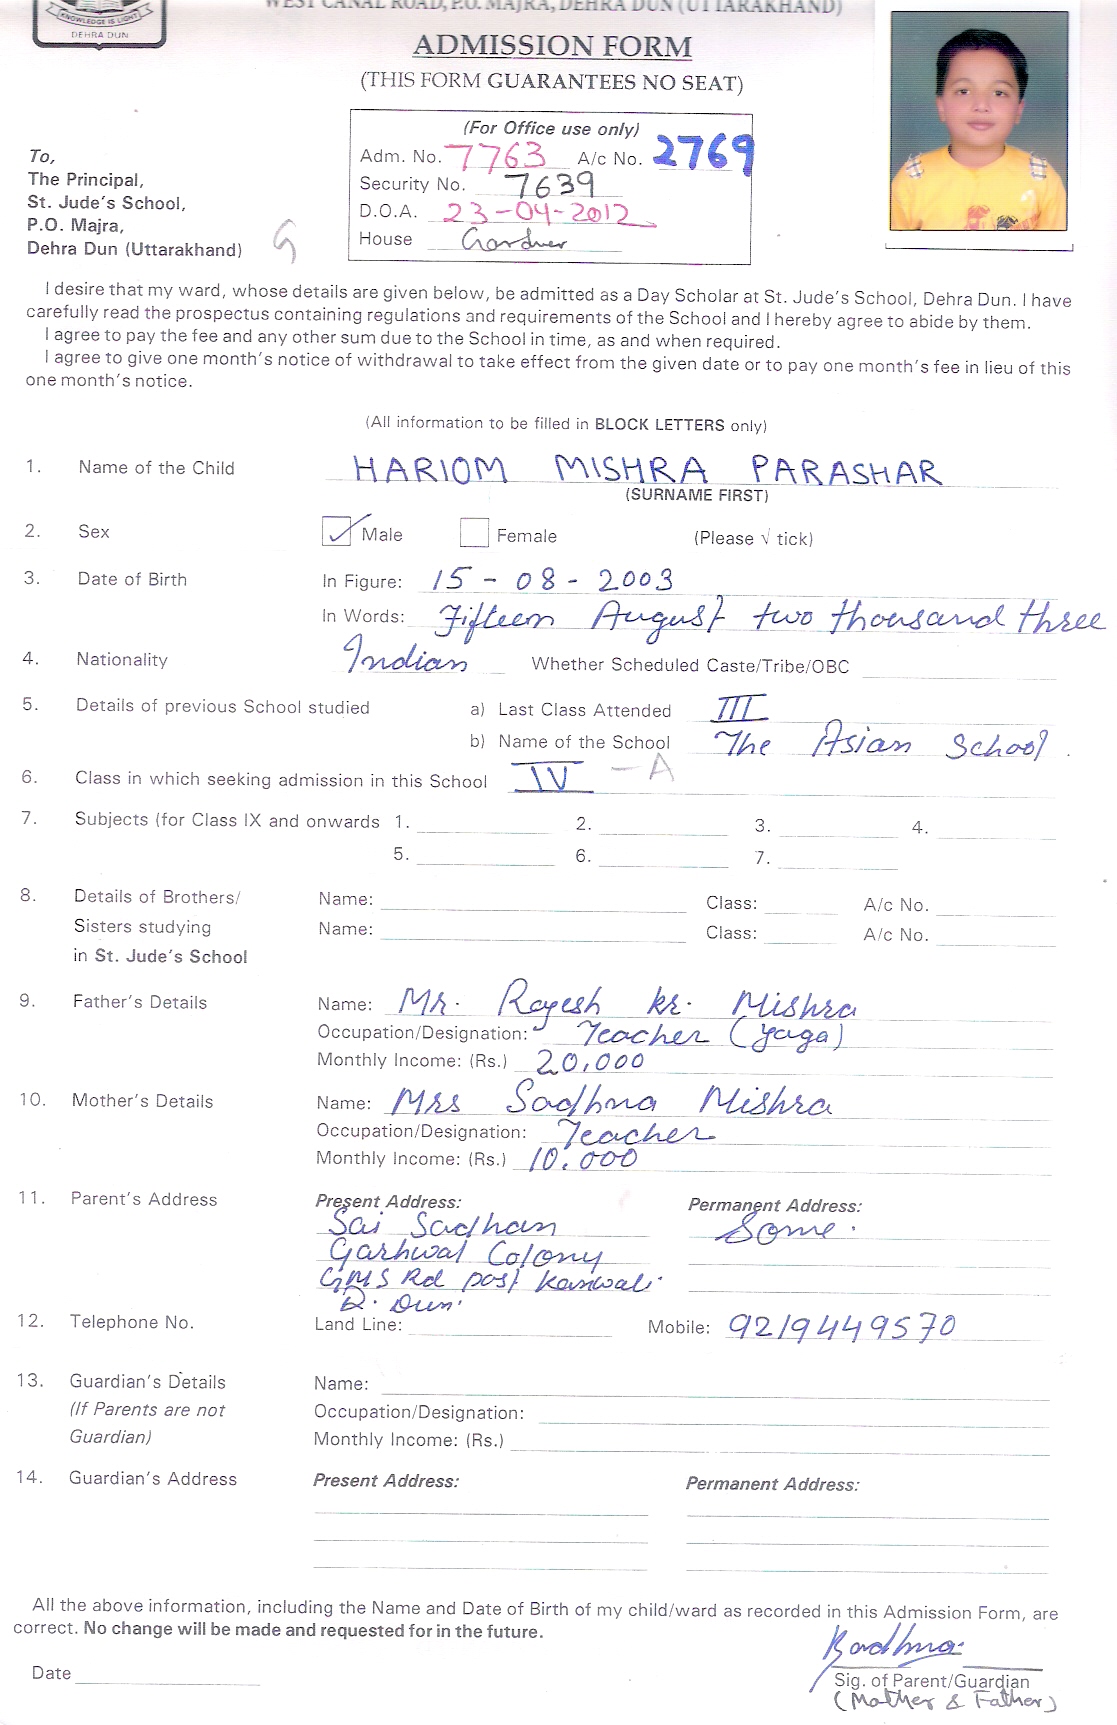 KNOWLEDGE IS LIGHT
DEHRA DUN
WEST CANAL ROAD, P.O. MAJRA, DEHRA DUN (UTTARAKHAND)
ADMISSION FORM
(THIS FORM GUARANTEES NO SEAT)
(For Office use only)
Adm. No. 7763 A/c No. 2769
Security No. 7639
D.O.A. 23-04-2012
House Gardner
To,
The Principal,
St. Jude's School,
P.O. Majra,
Dehra Dun (Uttarakhand) G
I desire that my ward, whose details are given below, be admitted as a Day Scholar at St. Jude's School, Dehra Dun. I have
carefully read the prospectus containing regulations and requirements of the School and I hereby agree to abide by them.
I agree to pay the fee and any other sum due to the School in time, as and when required.
I agree to give one month's notice of withdrawal to take effect from the given date or to pay one month's fee in lieu of this
one month's notice.
(All information to be filled in BLOCK LETTERS only)
1. Name of the Child HARIOM MISHRA PARASHAR
(SURNAME FIRST)
2. Sex ✓ Male Female (Please √ tick)
3. Date of Birth In Figure: 15-08-2003
In Words: Fifteen August two thousand three
4. Nationality Indian Whether Scheduled Caste/Tribe/OBC
5. Details of previous School studied a) Last Class Attended III
b) Name of the School The Asian School.
6. Class in which seeking admission in this School IV -A
7. Subjects (for Class IX and onwards 1. 2. 3. 4.
5. 6. 7.
8. Details of Brothers/ Name: Class: A/c No.
Sisters studying Name: Class: A/c No.
in St. Jude's School
9. Father's Details Name: Mr. Rajesh kr. Mishra
Occupation/Designation: Teacher (Yaga)
Monthly Income: (Rs.) 20,000
10. Mother's Details Name: Mrs Sadhna Mishra
Occupation/Designation: Teacher
Monthly Income: (Rs.) 10.000
11. Parent's Address Present Address: Permanent Address:
Sai Sadhan Same.
Garhwal Colony
GMS Rd post Kanwali
D. Dun.
12. Telephone No. Land Line: Mobile: 9219449570
13. Guardian's Details Name:
(If Parents are not Occupation/Designation:
Guardian) Monthly Income: (Rs.)
14. Guardian's Address Present Address: Permanent Address:
All the above information, including the Name and Date of Birth of my child/ward as recorded in this Admission Form, are
correct. No change will be made and requested for in the future.
Sadhna
Date Sig. of Parent/Guardian
(Mother & Father)